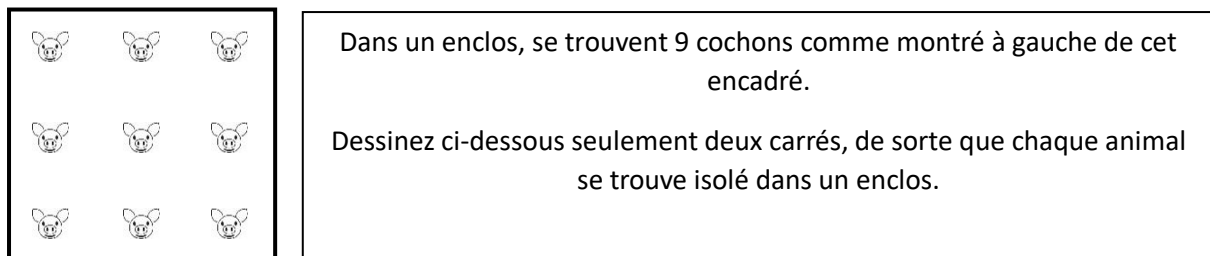 Dans un enclos, se trouvent 9 cochons comme montré à gauche de cet
encadré.
Dessinez ci-dessous seulement deux carrés, de sorte que chaque animal
se trouve isolé dans un enclos.